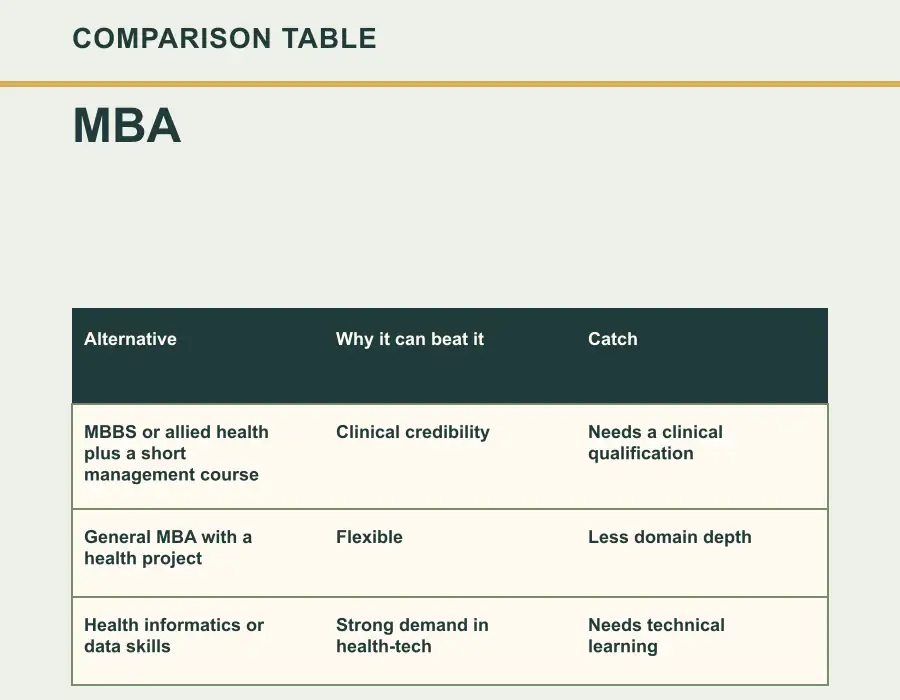 COMPARISON TABLE
MBA
Alternative Why it can beat it Catch
MBBS or allied health Clinical credibility Needs a clinical
plus a short qualification
management course
General MBA with a Flexible Less domain depth
health project
Health informatics or Strong demand in Needs technical
data skills health-tech learning